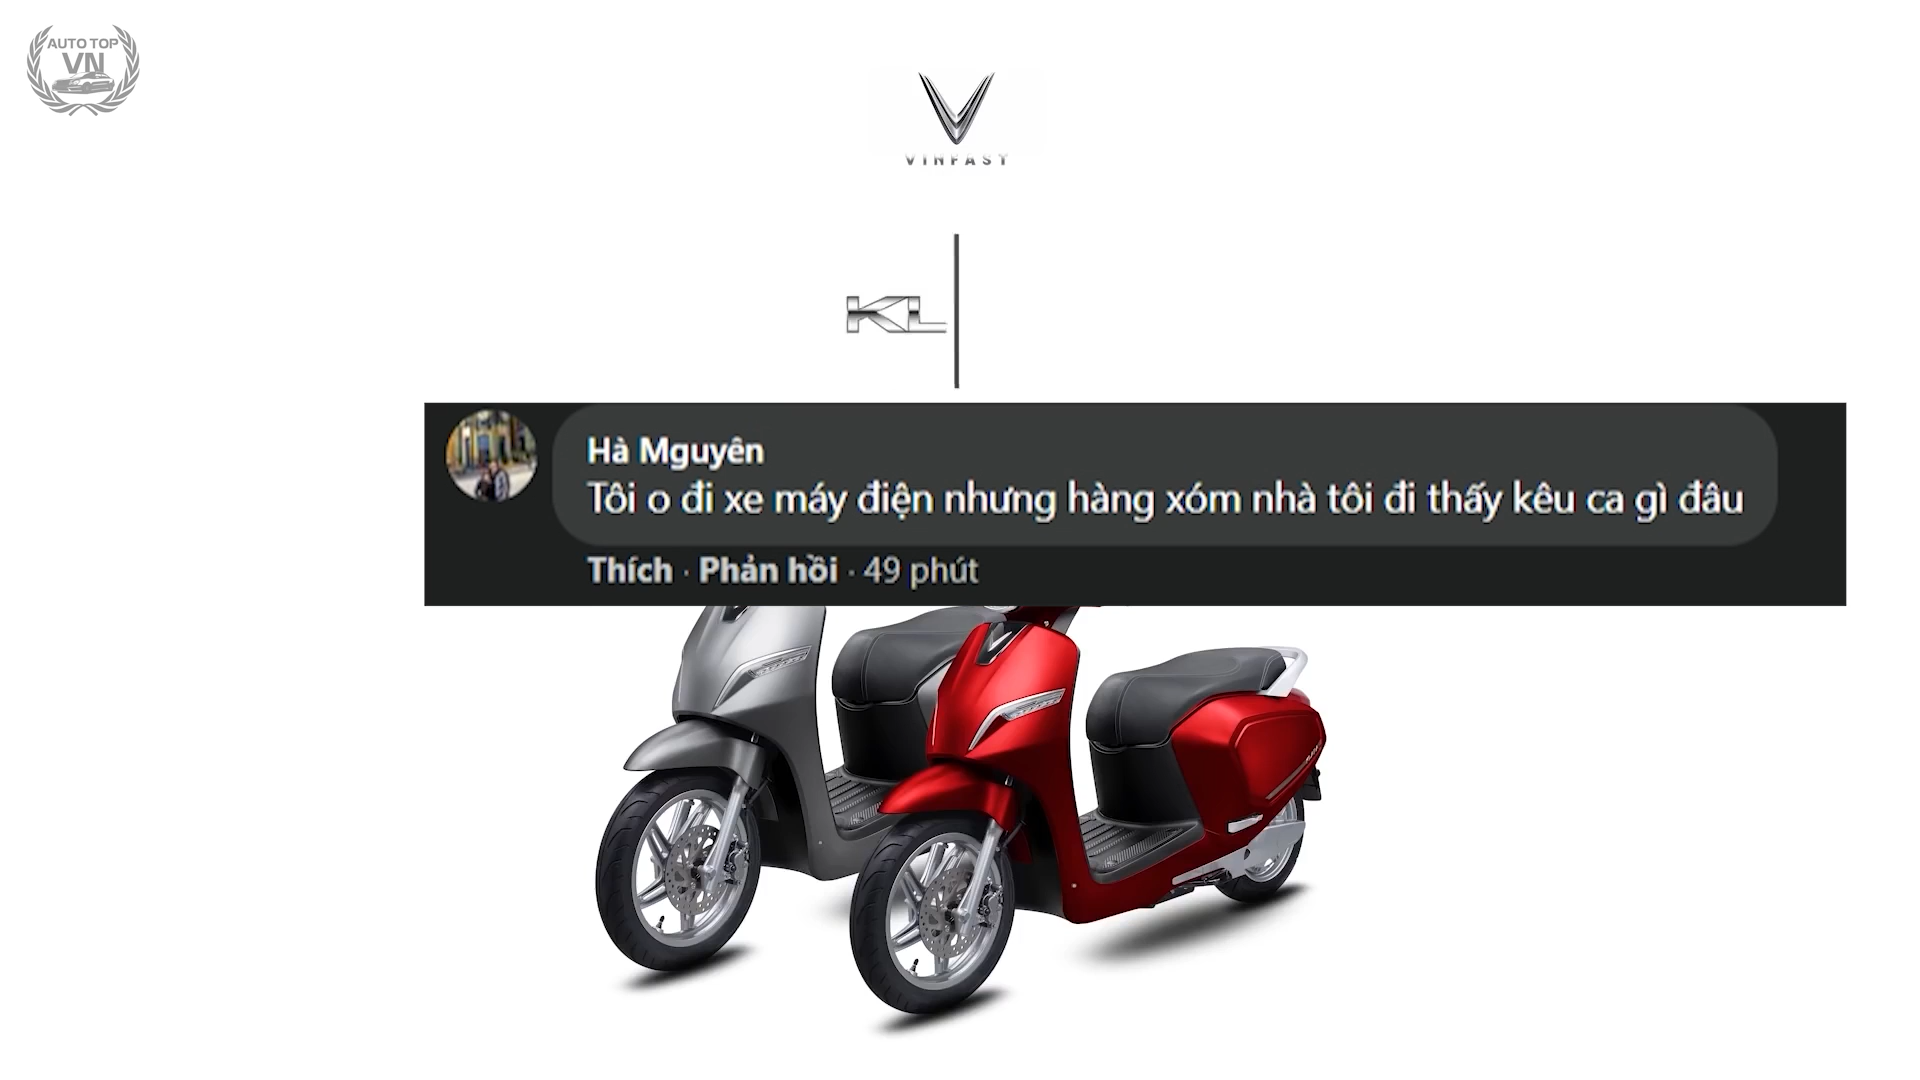 AUTO TOP
VN
VINFAST
KL
Hà Mguyên
Tôi o đi xe máy điện nhưng hàng xóm nhà tôi đi thấy kêu ca gì đâu
Thích · Phản hồi · 49 phút